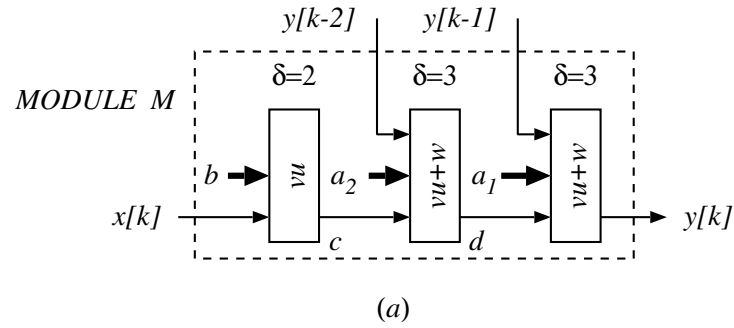 y[k-2] y[k-1]
δ=2 δ=3 δ=3
MODULE M
vu vu+w vu+w
b a₂ a₁
x[k] y[k]
c d
(a)